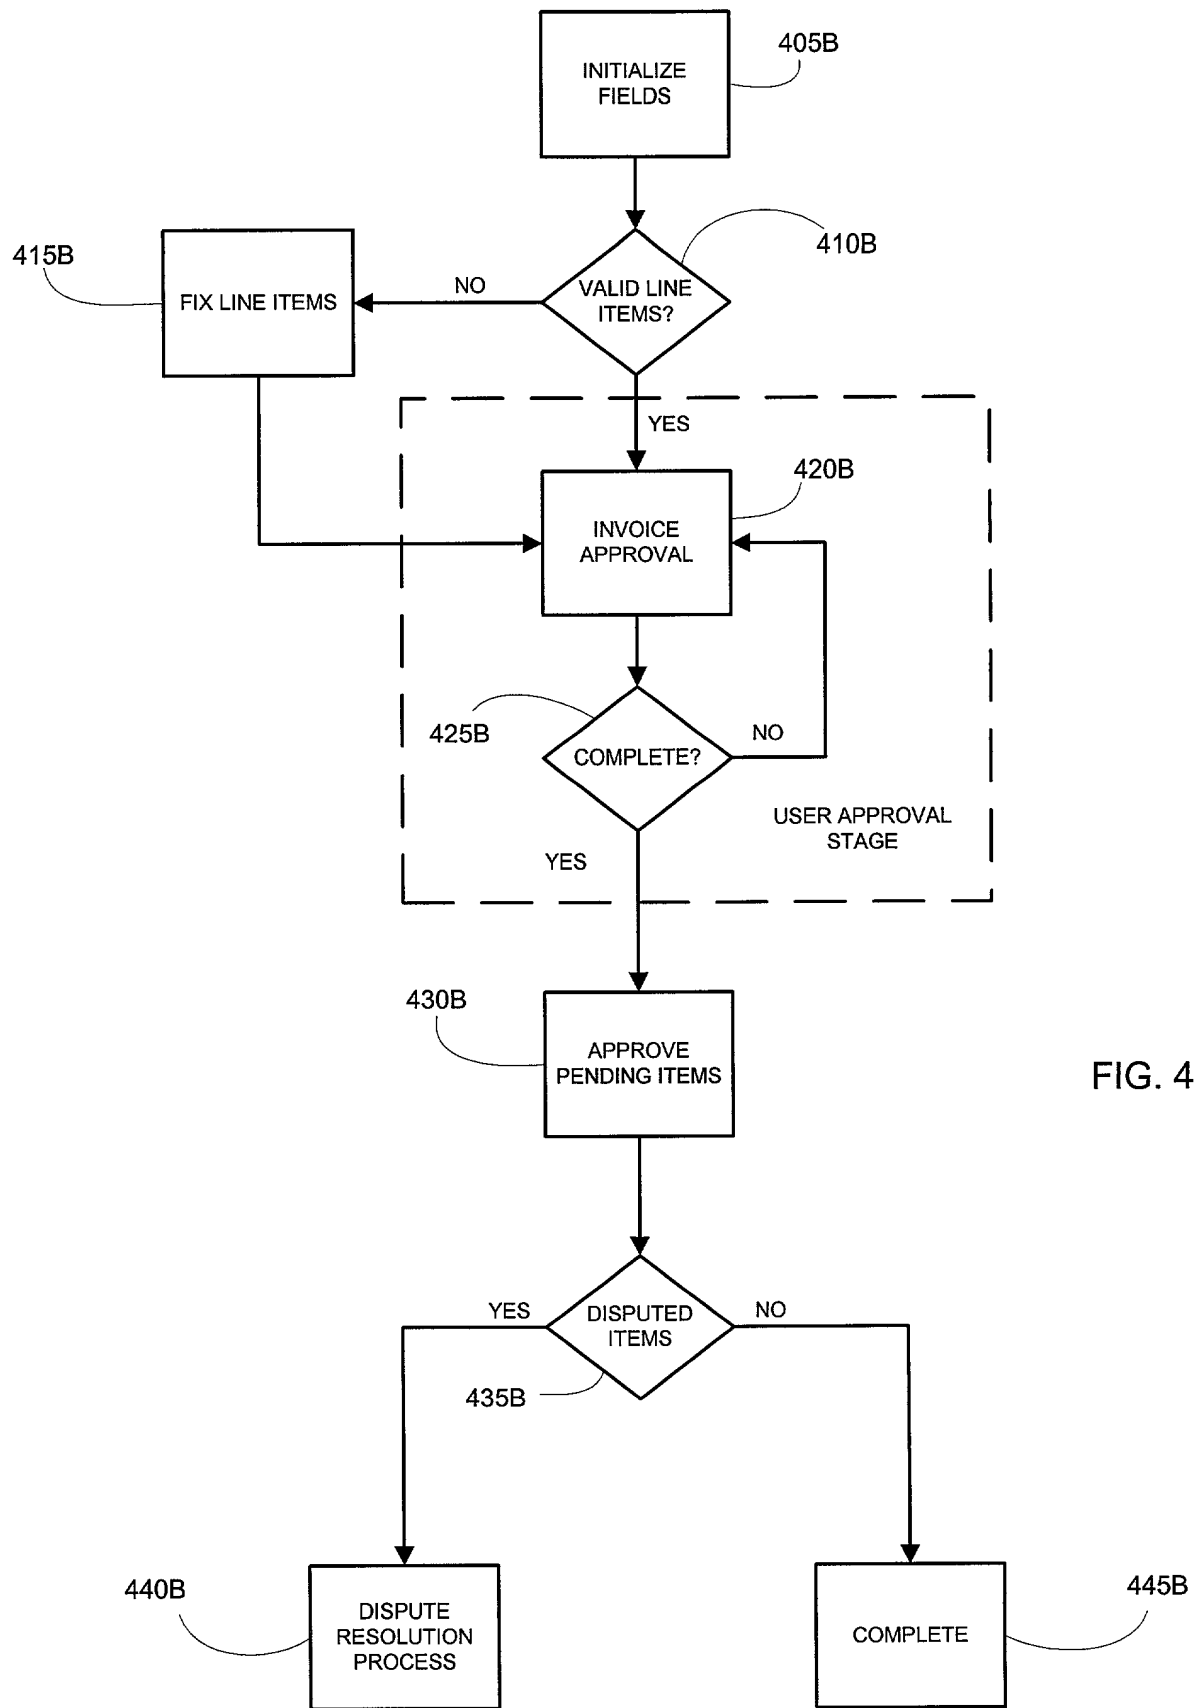 405B
INITIALIZE
FIELDS
410B
415B
NO
VALID LINE
ITEMS?
FIX LINE ITEMS
YES
420B
INVOICE
APPROVAL
425B
NO
COMPLETE?
USER APPROVAL
STAGE
YES
430B
APPROVE
PENDING ITEMS
FIG. 4
YES
NO
DISPUTED
ITEMS
435B
440B
445B
DISPUTE
RESOLUTION
PROCESS
COMPLETE